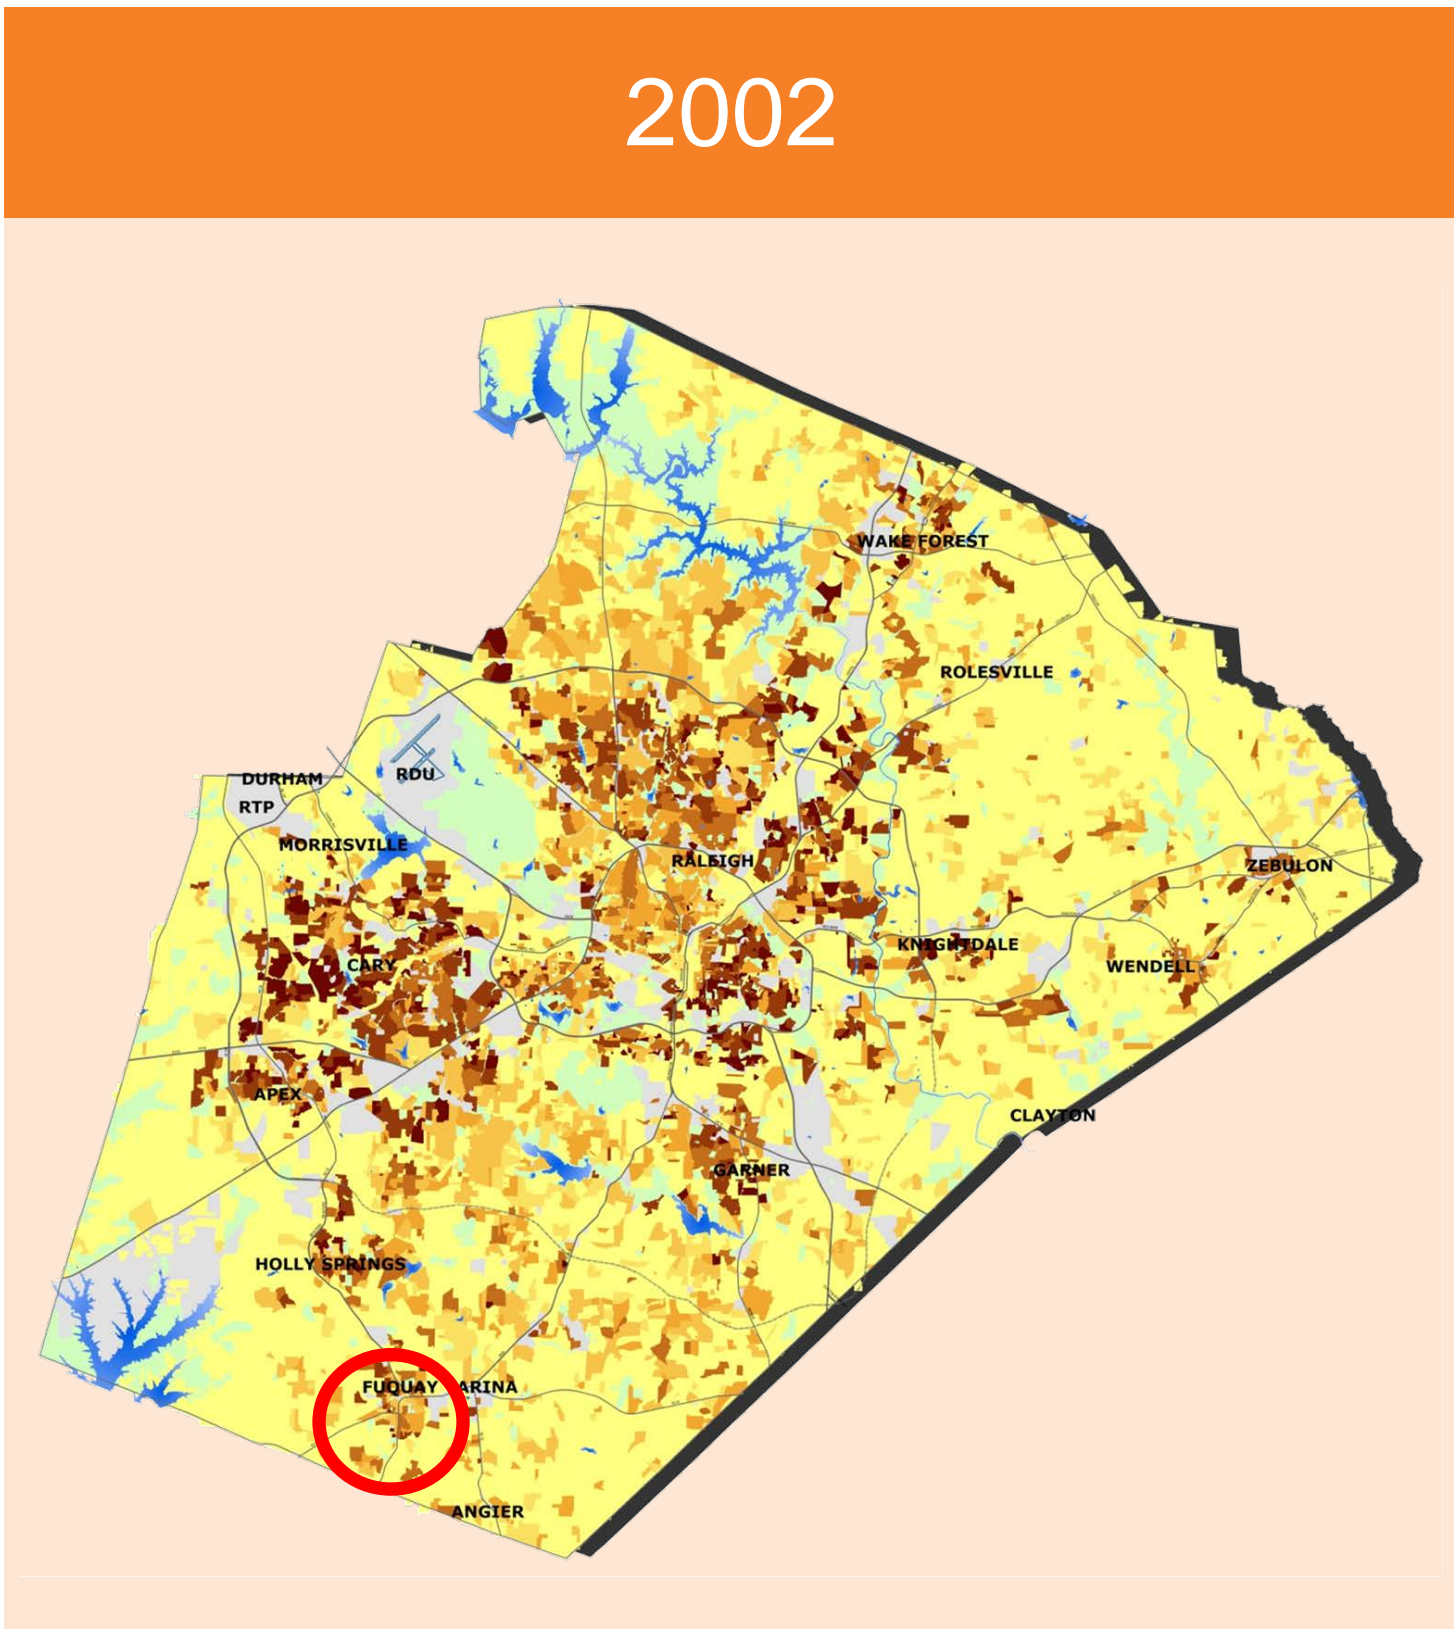 2002
WAKE FOREST
ROLESVILLE
DURHAM
RDU
RTP
MORRISVILLE
RALEIGH
ZEBULON
KNIGHTDALE
CARY
WENDELL
APEX
CLAYTON
GARNER
HOLLY SPRINGS
FUQUAY ARINA
ANGIER